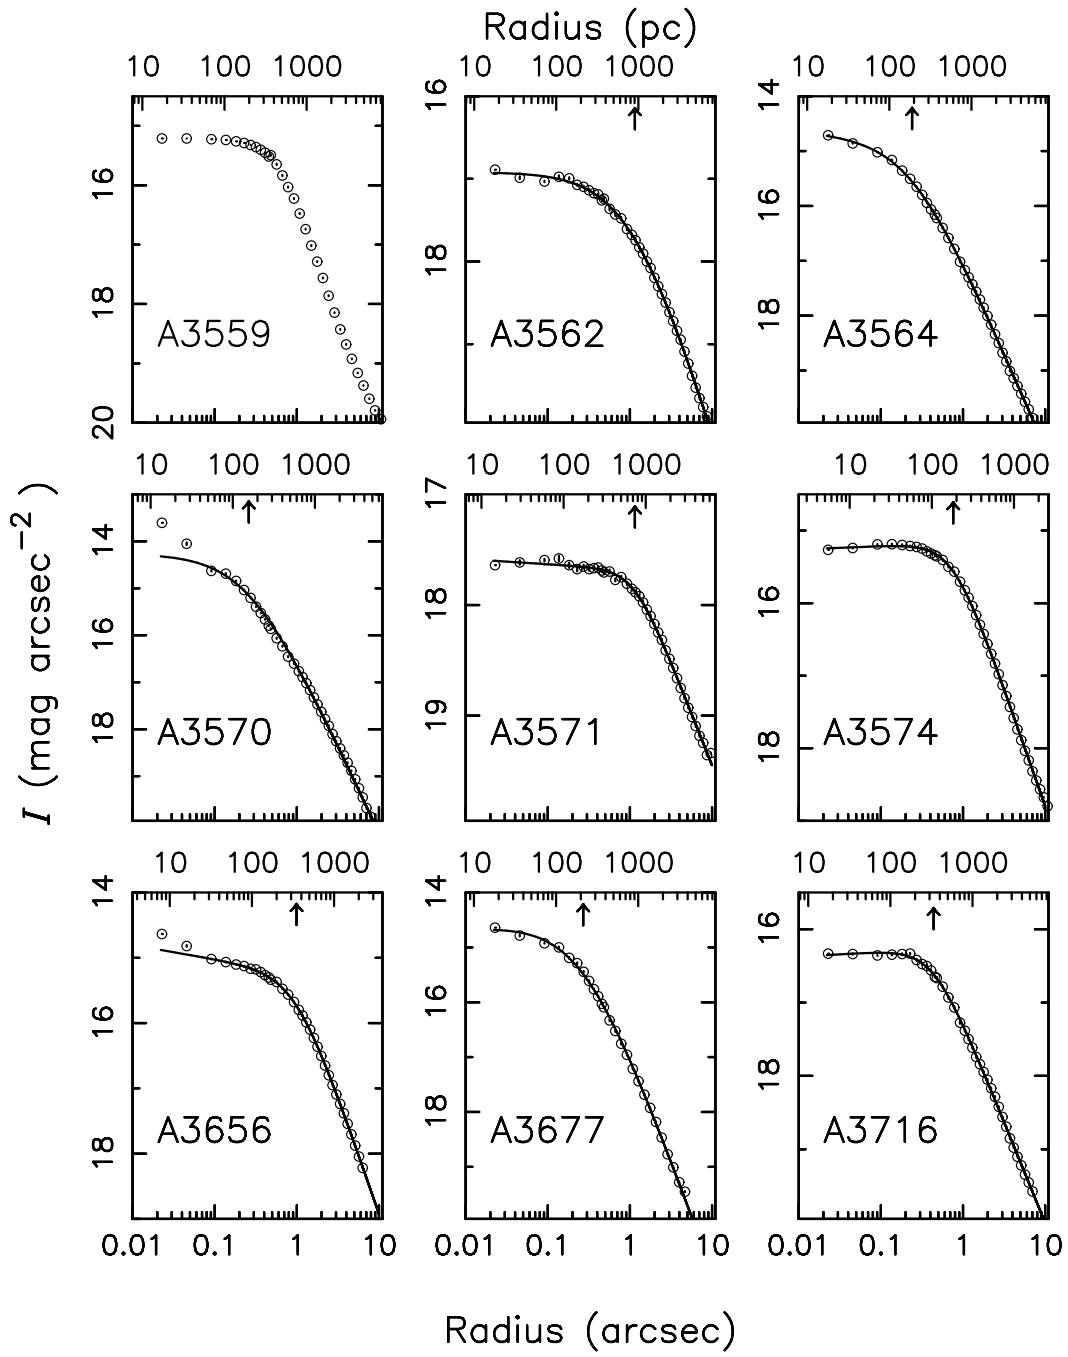 Radius (pc)
10 100 1000 10 100 1000 10 100 1000
16 18 20 A3559
16 18 A3562
14 16 18 A3564
10 100 1000 10 100 1000 10 100 1000
14 16 18 A3570
17 18 19 A3571
16 18 A3574
10 100 1000 10 100 1000 10 100 1000
14 16 18 A3656
14 16 18 A3677
16 18 A3716
0.01 0.1 1 10 0.01 0.1 1 10 0.01 0.1 1 10
Radius (arcsec)
I (mag arcsec−2)